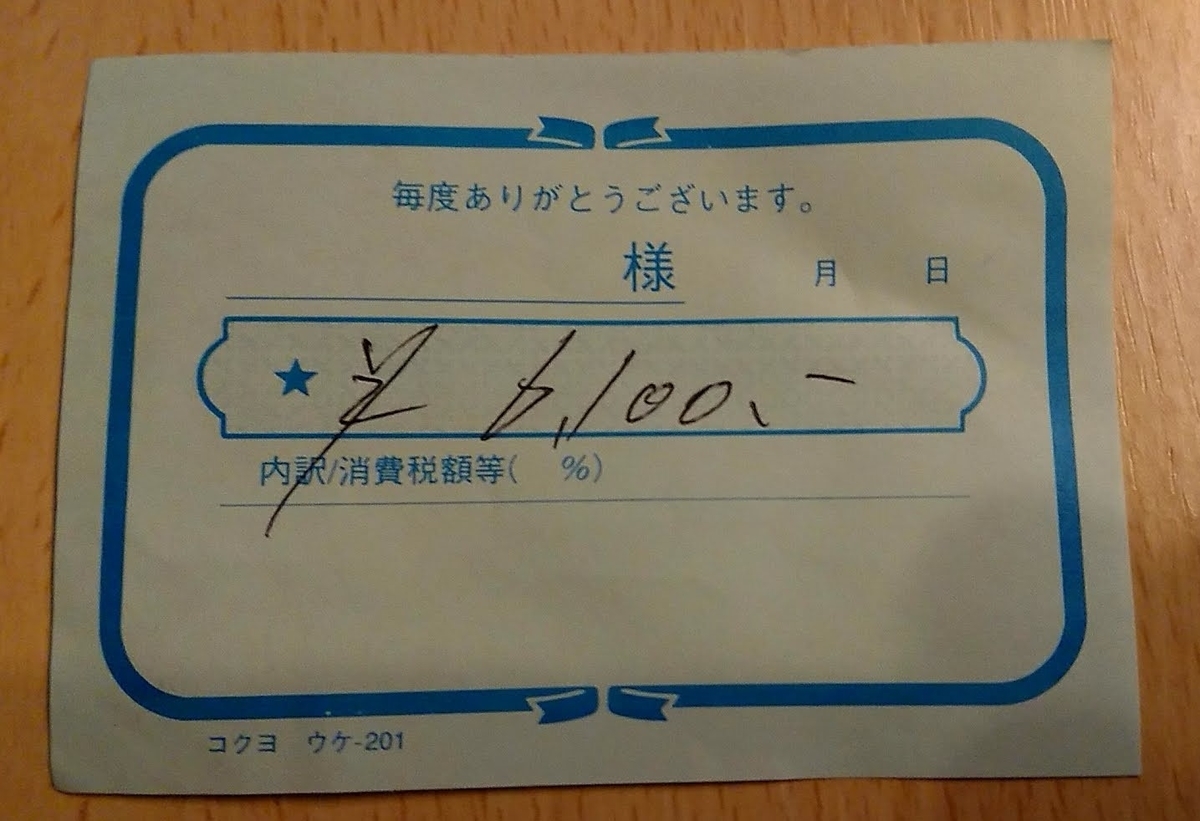 毎度ありがとうございます。
様 月 日
★ ¥ 6,100.-
内訳/消費税額等( %)
コクヨ ウケ-201